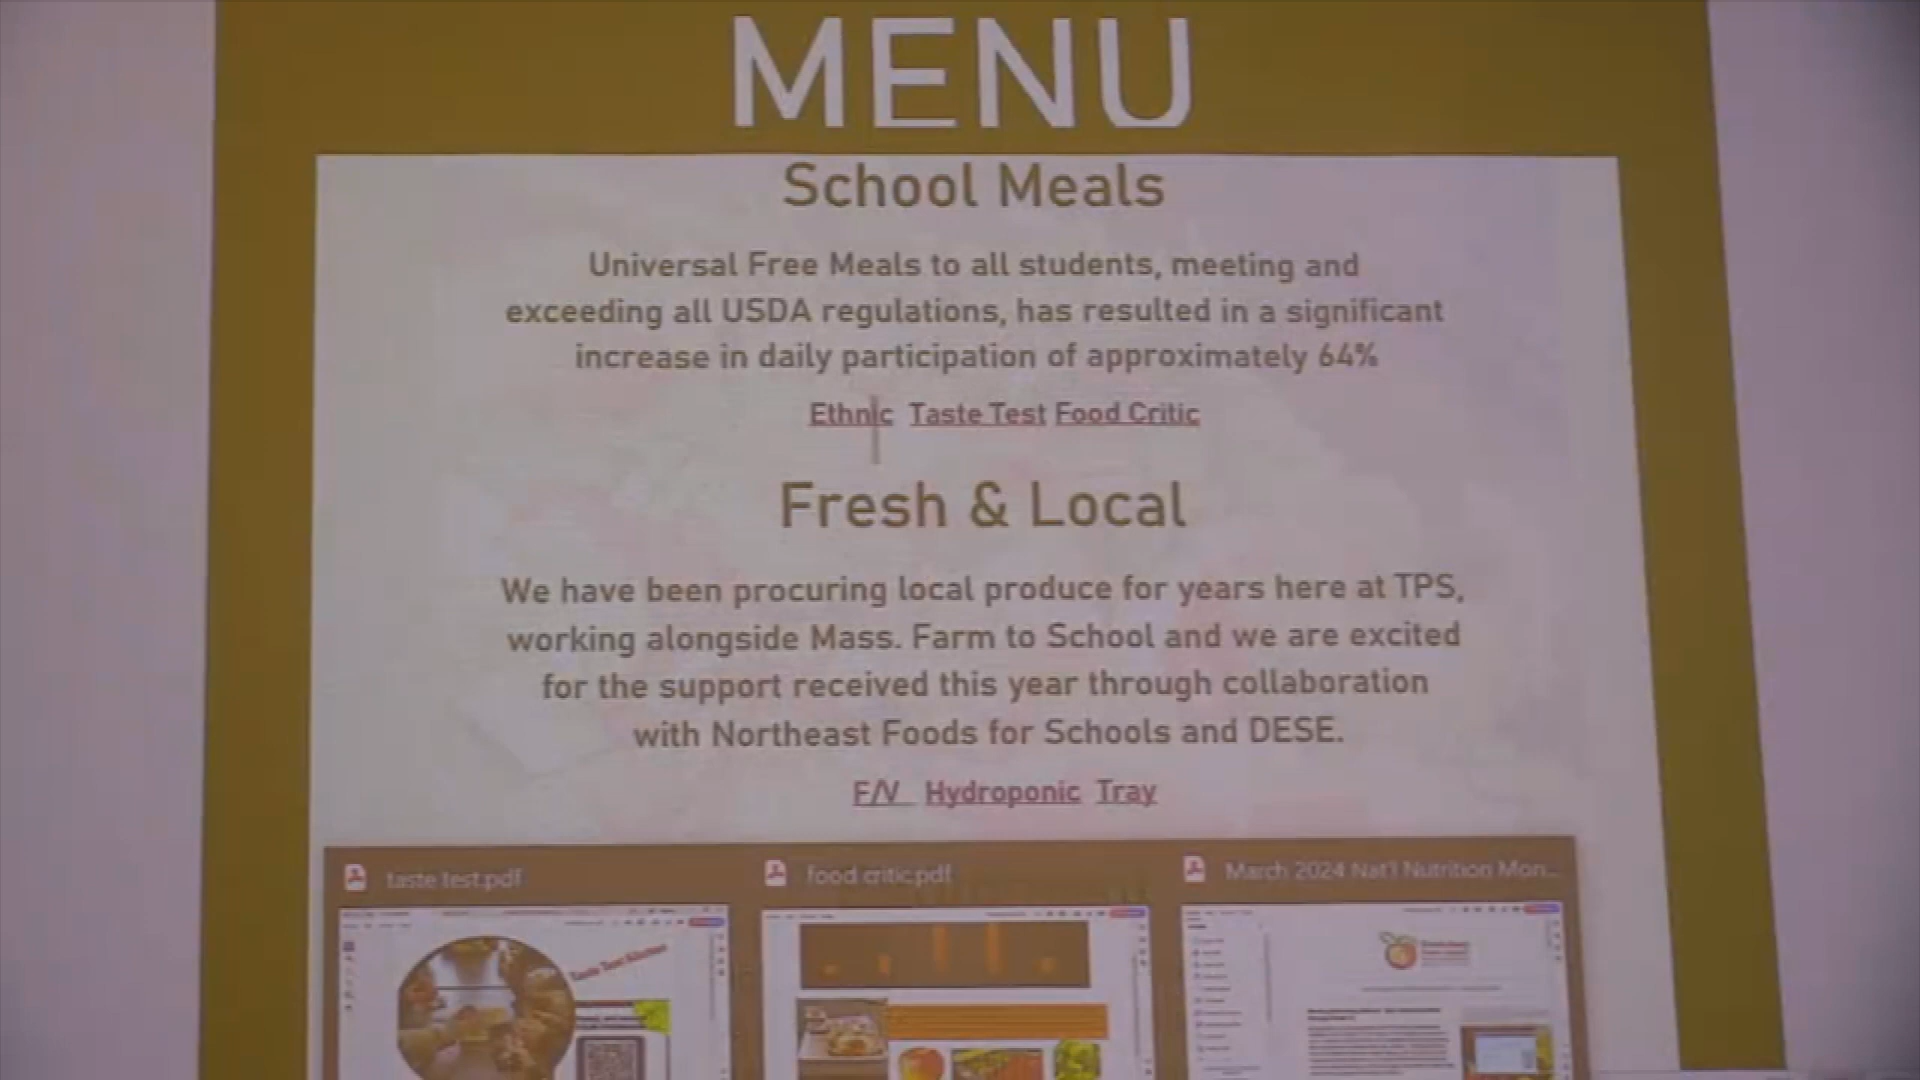 MENU
School Meals
Universal Free Meals to all students, meeting and
exceeding all USDA regulations, has resulted in a significant
increase in daily participation of approximately 64%
Ethnic Taste Test Food Critic
Fresh & Local
We have been procuring local produce for years here at TPS,
working alongside Mass. Farm to School and we are excited
for the support received this year through collaboration
with Northeast Foods for Schools and DESE.
F/V Hydroponic Tray
taste test.pdf food critic.pdf March 2024 Nat'l Nutrition Mon...
Taste Test Kitchen